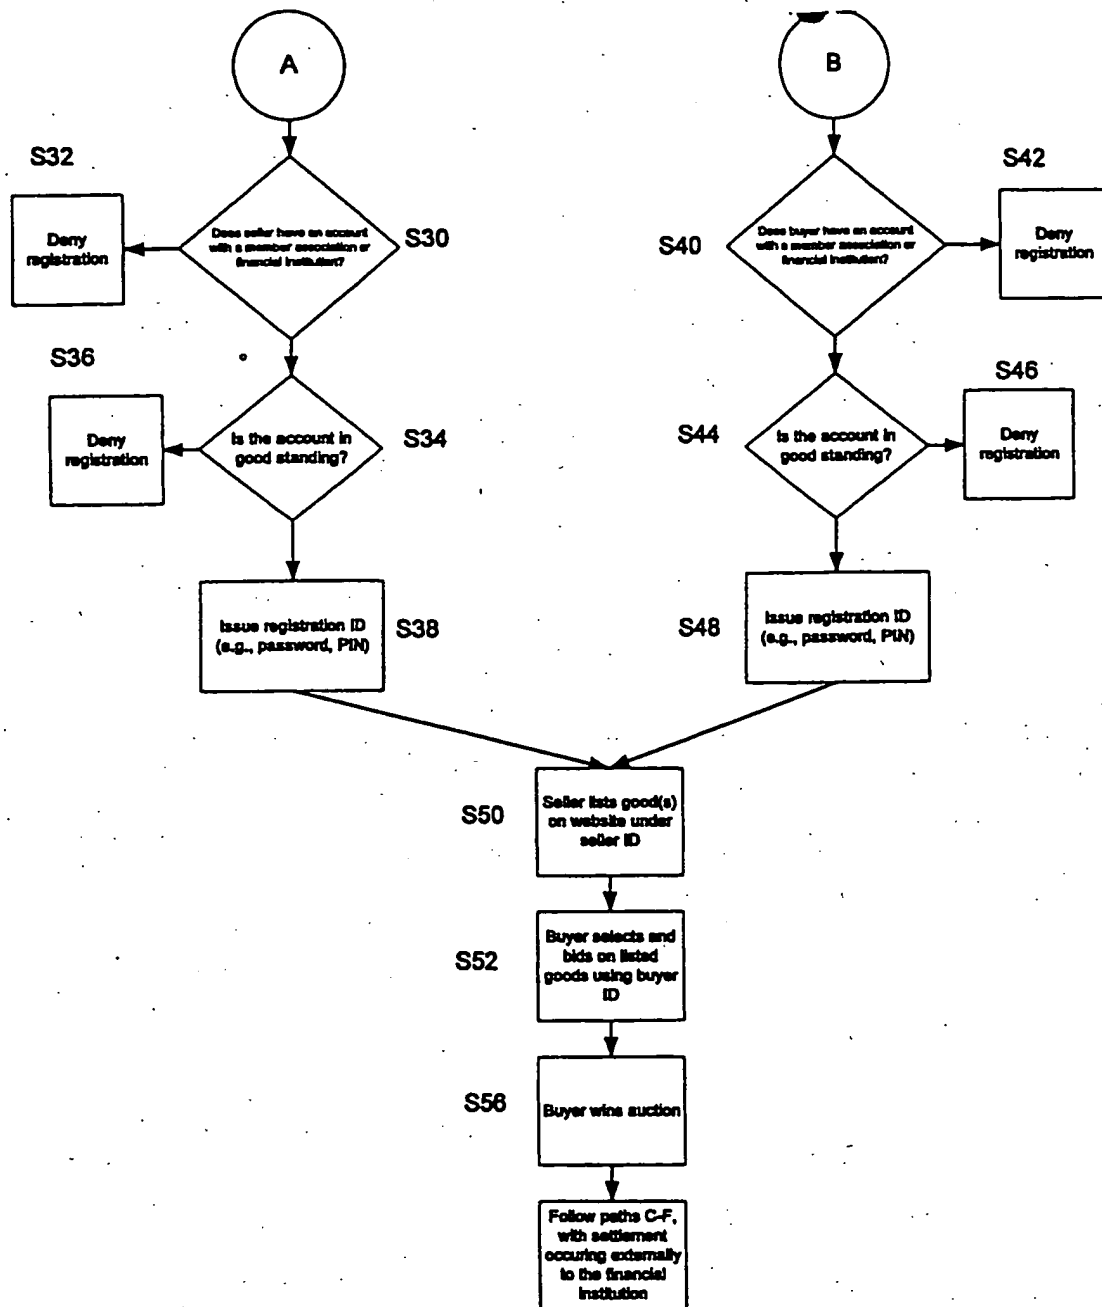 A
B
S32
S42
Does seller have an account
with a member association or
financial institution?
S30
Deny
registration
S40
Does buyer have an account
with a member association or
financial institution?
Deny
registration
S36
S46
Deny
registration
Is the account in
good standing?
S34
S44
Is the account in
good standing?
Deny
registration
Issue registration ID
(e.g., password, PIN)
S38
S48
Issue registration ID
(e.g., password, PIN)
S50
Seller lists good(s)
on website under
seller ID
S52
Buyer selects and
bids on listed
goods using buyer
ID
S56
Buyer wins auction
Follow paths C-F,
with settlement
occuring externally
to the financial
institution